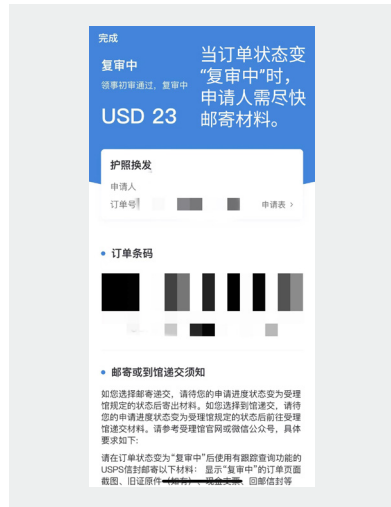 完成
复审中
领事初审通过，复审中
USD 23
当订单状态变
“复审中”时，
申请人需尽快
邮寄材料。
护照换发
申请人
订单号
申请表 >
订单条码
邮寄或到馆递交须知
如您选择邮寄递交，请待您的申请进度状态变为受理
馆规定的状态后寄出材料。如您选择到馆递交，请待
您的申请进度状态变为受理馆规定的状态后前往受理
馆递交材料。请参考受理馆官网或微信公众号，具体
要求如下:
请在订单状态变为“复审中”后使用有跟踪查询功能的
USPS信封邮寄以下材料： 显示“复审中”的订单页面
截图、旧证原件（如有）、现金支票、回邮信封等